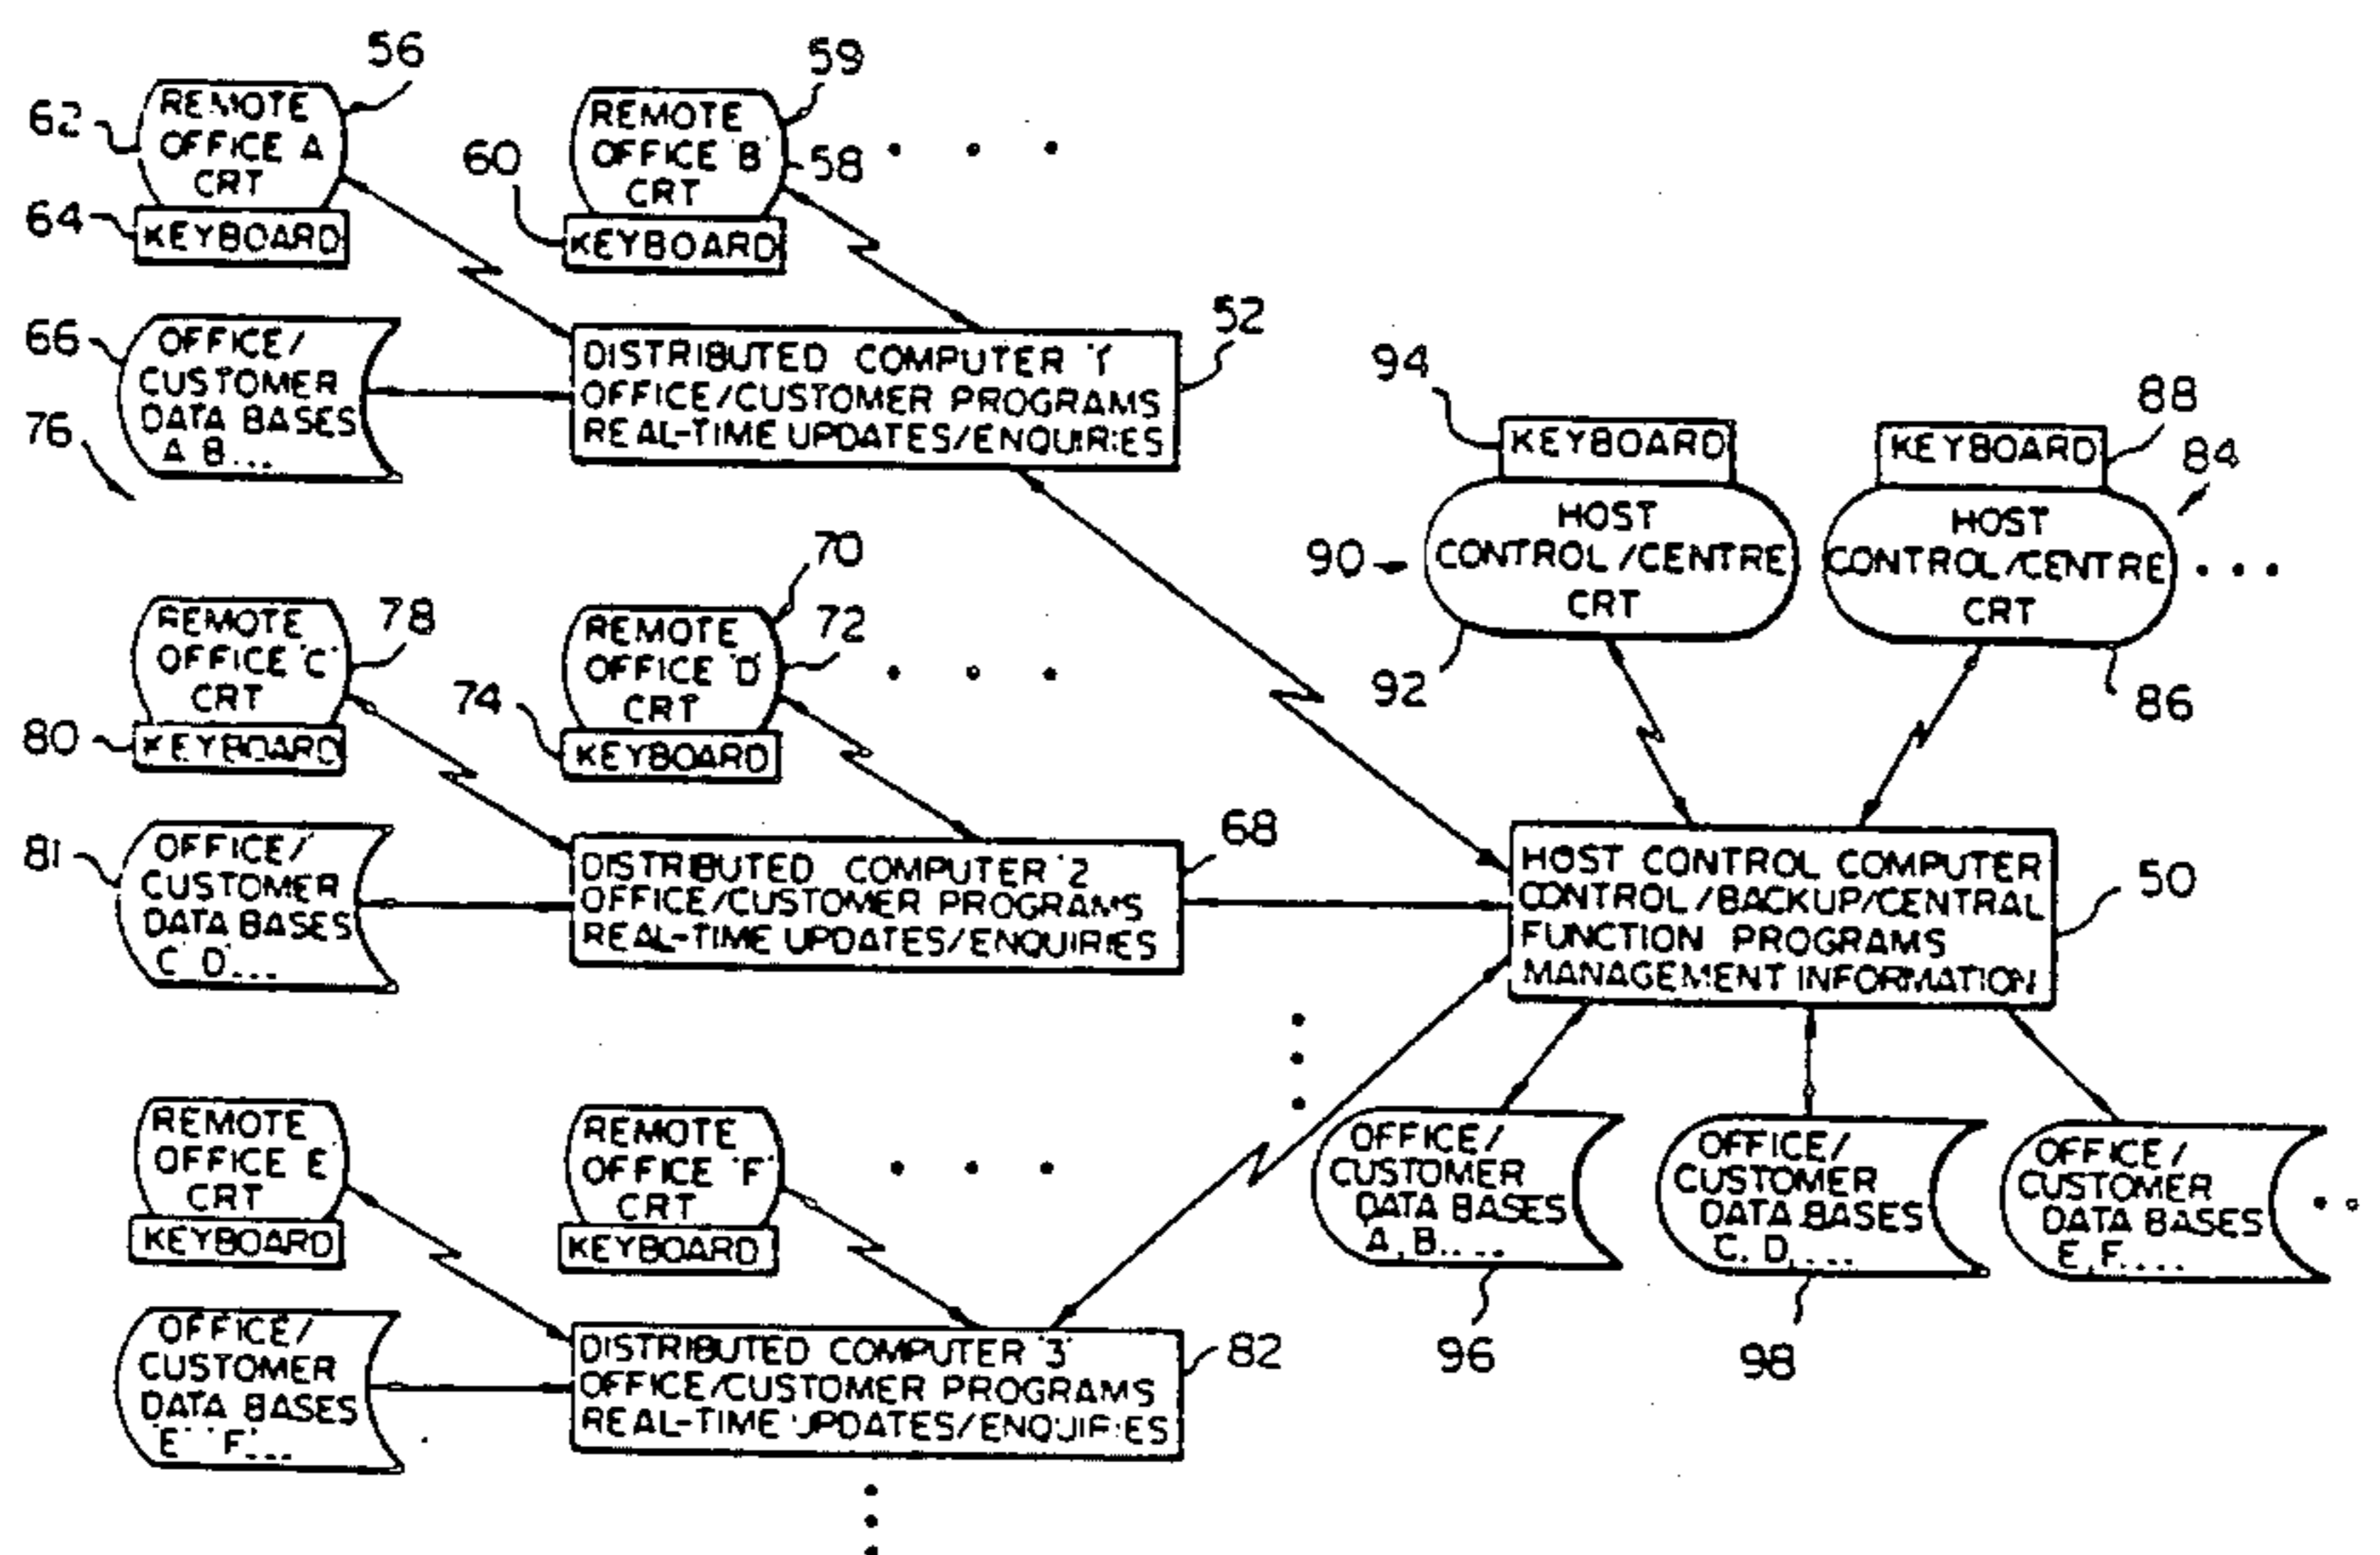 56
62
REMOTE
OFFICE A
CRT
64
KEYBOARD
59
REMOTE
OFFICE 'B'
CRT
58
60
KEYBOARD
66
OFFICE/
CUSTOMER
DATA BASES
A B...
76
52
DISTRIBUTED COMPUTER '1'
OFFICE/CUSTOMER PROGRAMS
REAL-TIME UPDATES/ENQUIRIES
94
KEYBOARD
90
HOST
CONTROL/CENTRE
CRT
92
88
KEYBOARD
84
HOST
CONTROL/CENTRE
CRT
86
78
REMOTE
OFFICE 'C'
CRT
80
KEYBOARD
70
REMOTE
OFFICE 'D'
CRT
72
74
KEYBOARD
81
OFFICE/
CUSTOMER
DATA BASES
'C' 'D'...
68
DISTRIBUTED COMPUTER '2
OFFICE/CUSTOMER PROGRAMS
REAL-TIME UPDATES/ENQUIRIES
HOST CONTROL COMPUTER
CONTROL/BACKUP/CENTRAL
FUNCTION PROGRAMS
MANAGEMENT INFORMATION
50
REMOTE
OFFICE E'
CRT
KEYBOARD
REMOTE
OFFICE 'F'
CRT
KEYBOARD
OFFICE/
CUSTOMER
DATA BASES
'E' 'F'...
82
DISTRIBUTED COMPUTER '3'
OFFICE/CUSTOMER PROGRAMS
REAL-TIME UPDATES/ENQUIRIES
OFFICE/
CUSTOMER
DATA BASES
A, B....
96
OFFICE/
CUSTOMER
DATA BASES
C, D,....
98
OFFICE/
CUSTOMER
DATA BASES
E, F....